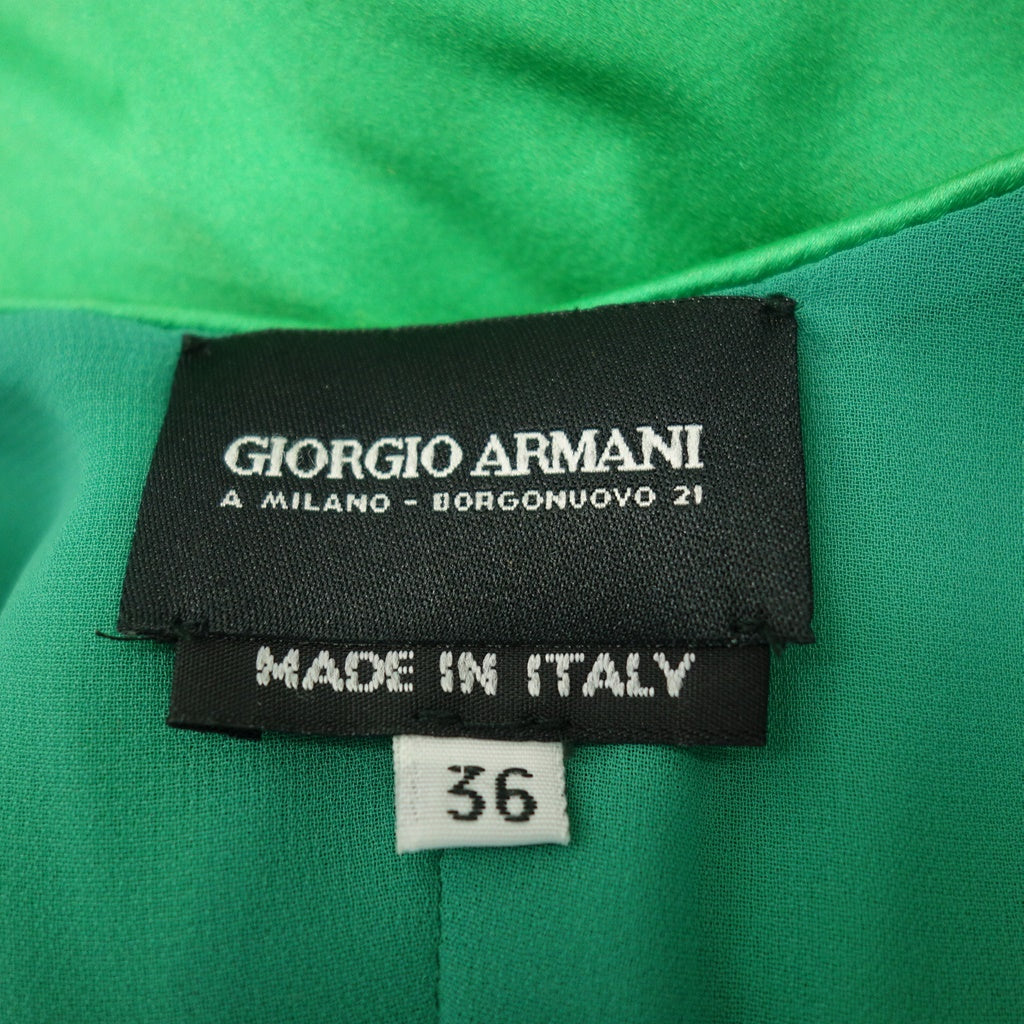 GIORGIO ARMANI
A MILANO - BORGONUOVO 21
MADE IN ITALY
36